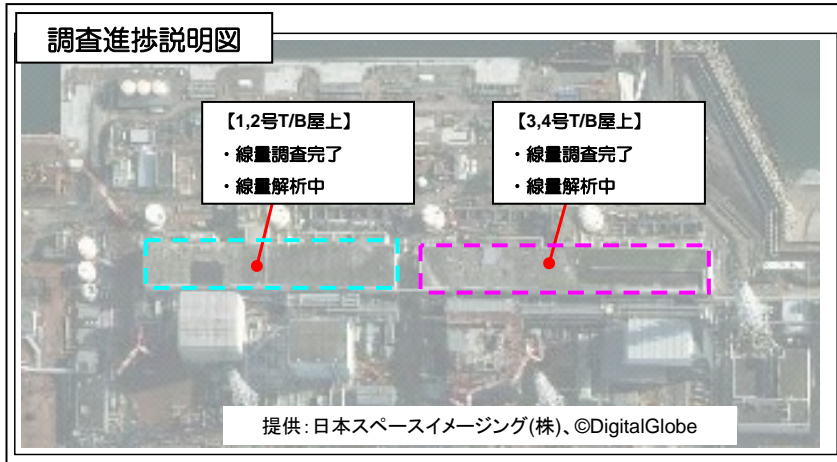 調査進捗説明図
【1,2号T/B屋上】
・線量調査完了
・線量解析中
【3,4号T/B屋上】
・線量調査完了
・線量解析中
提供：日本スペースイメージング(株)、©DigitalGlobe